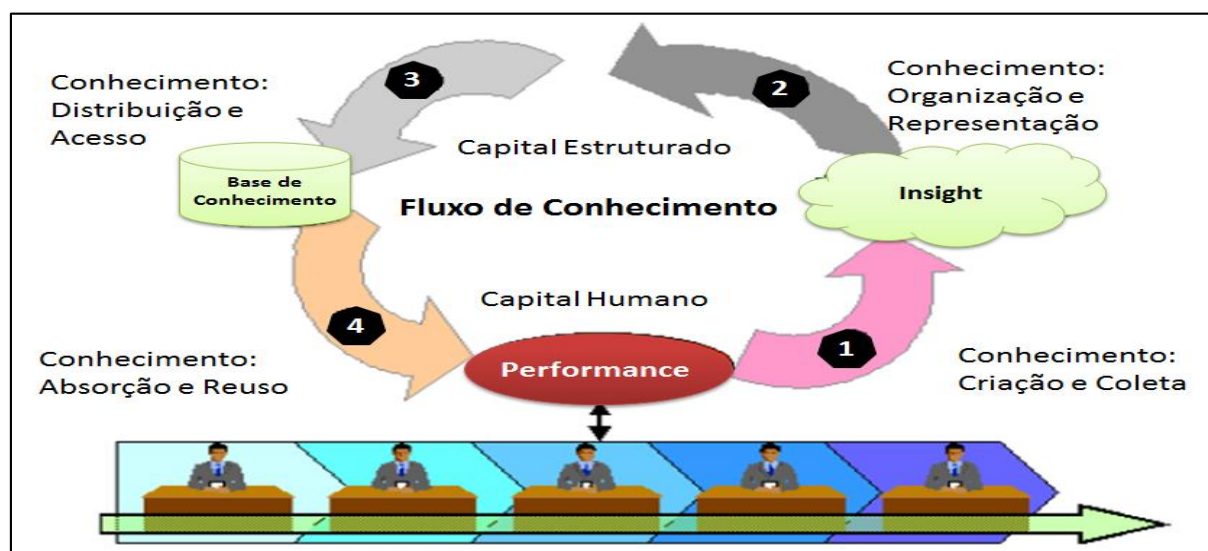 3
2
Conhecimento:
Distribuição e
Acesso
Conhecimento:
Organização e
Representação
Capital Estruturado
Base de
Conhecimento
Fluxo de Conhecimento
Insight
Capital Humano
4
1
Conhecimento:
Absorção e Reuso
Performance
Conhecimento:
Criação e Coleta